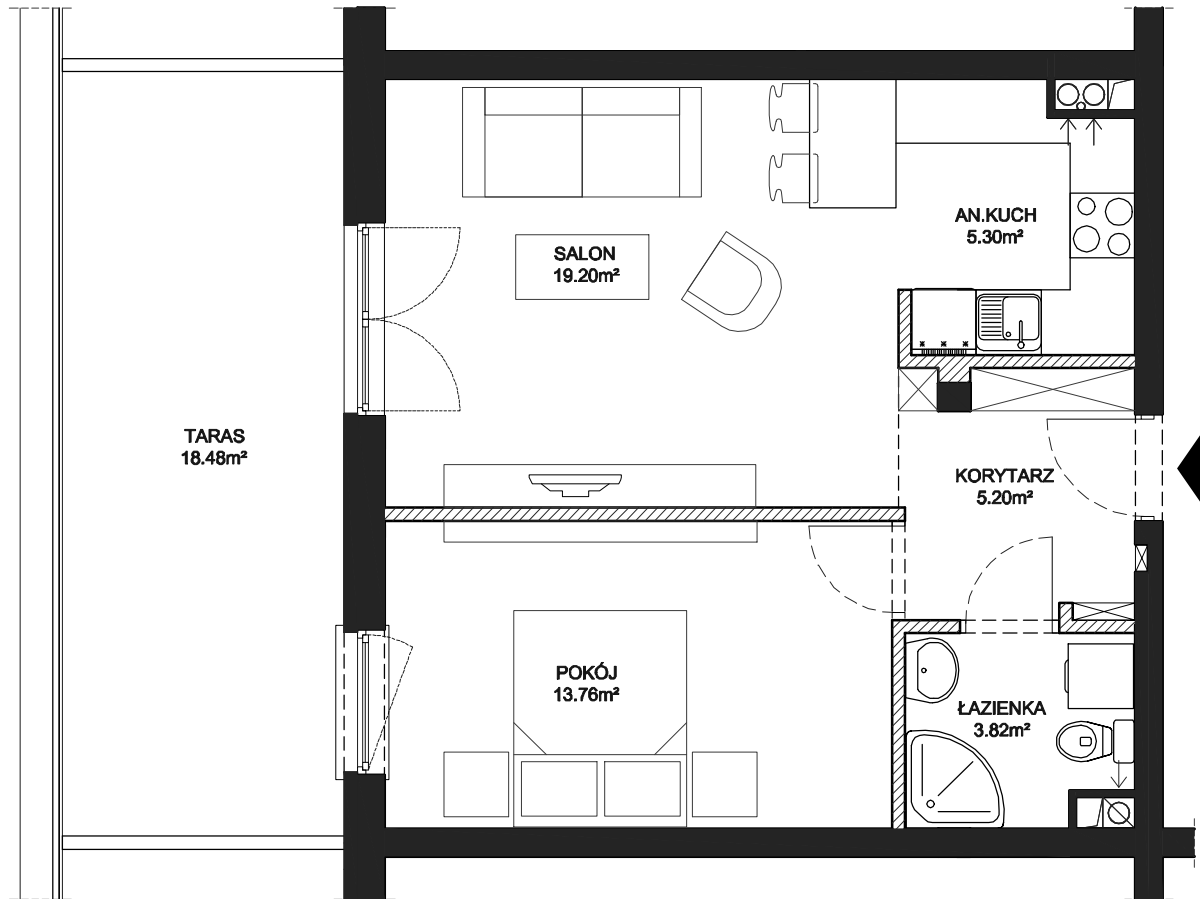 AN.KUCH
5.30m²
SALON
19.20m²
TARAS
18.48m²
KORYTARZ
5.20m²
POKÓJ
13.76m²
ŁAZIENKA
3.82m²